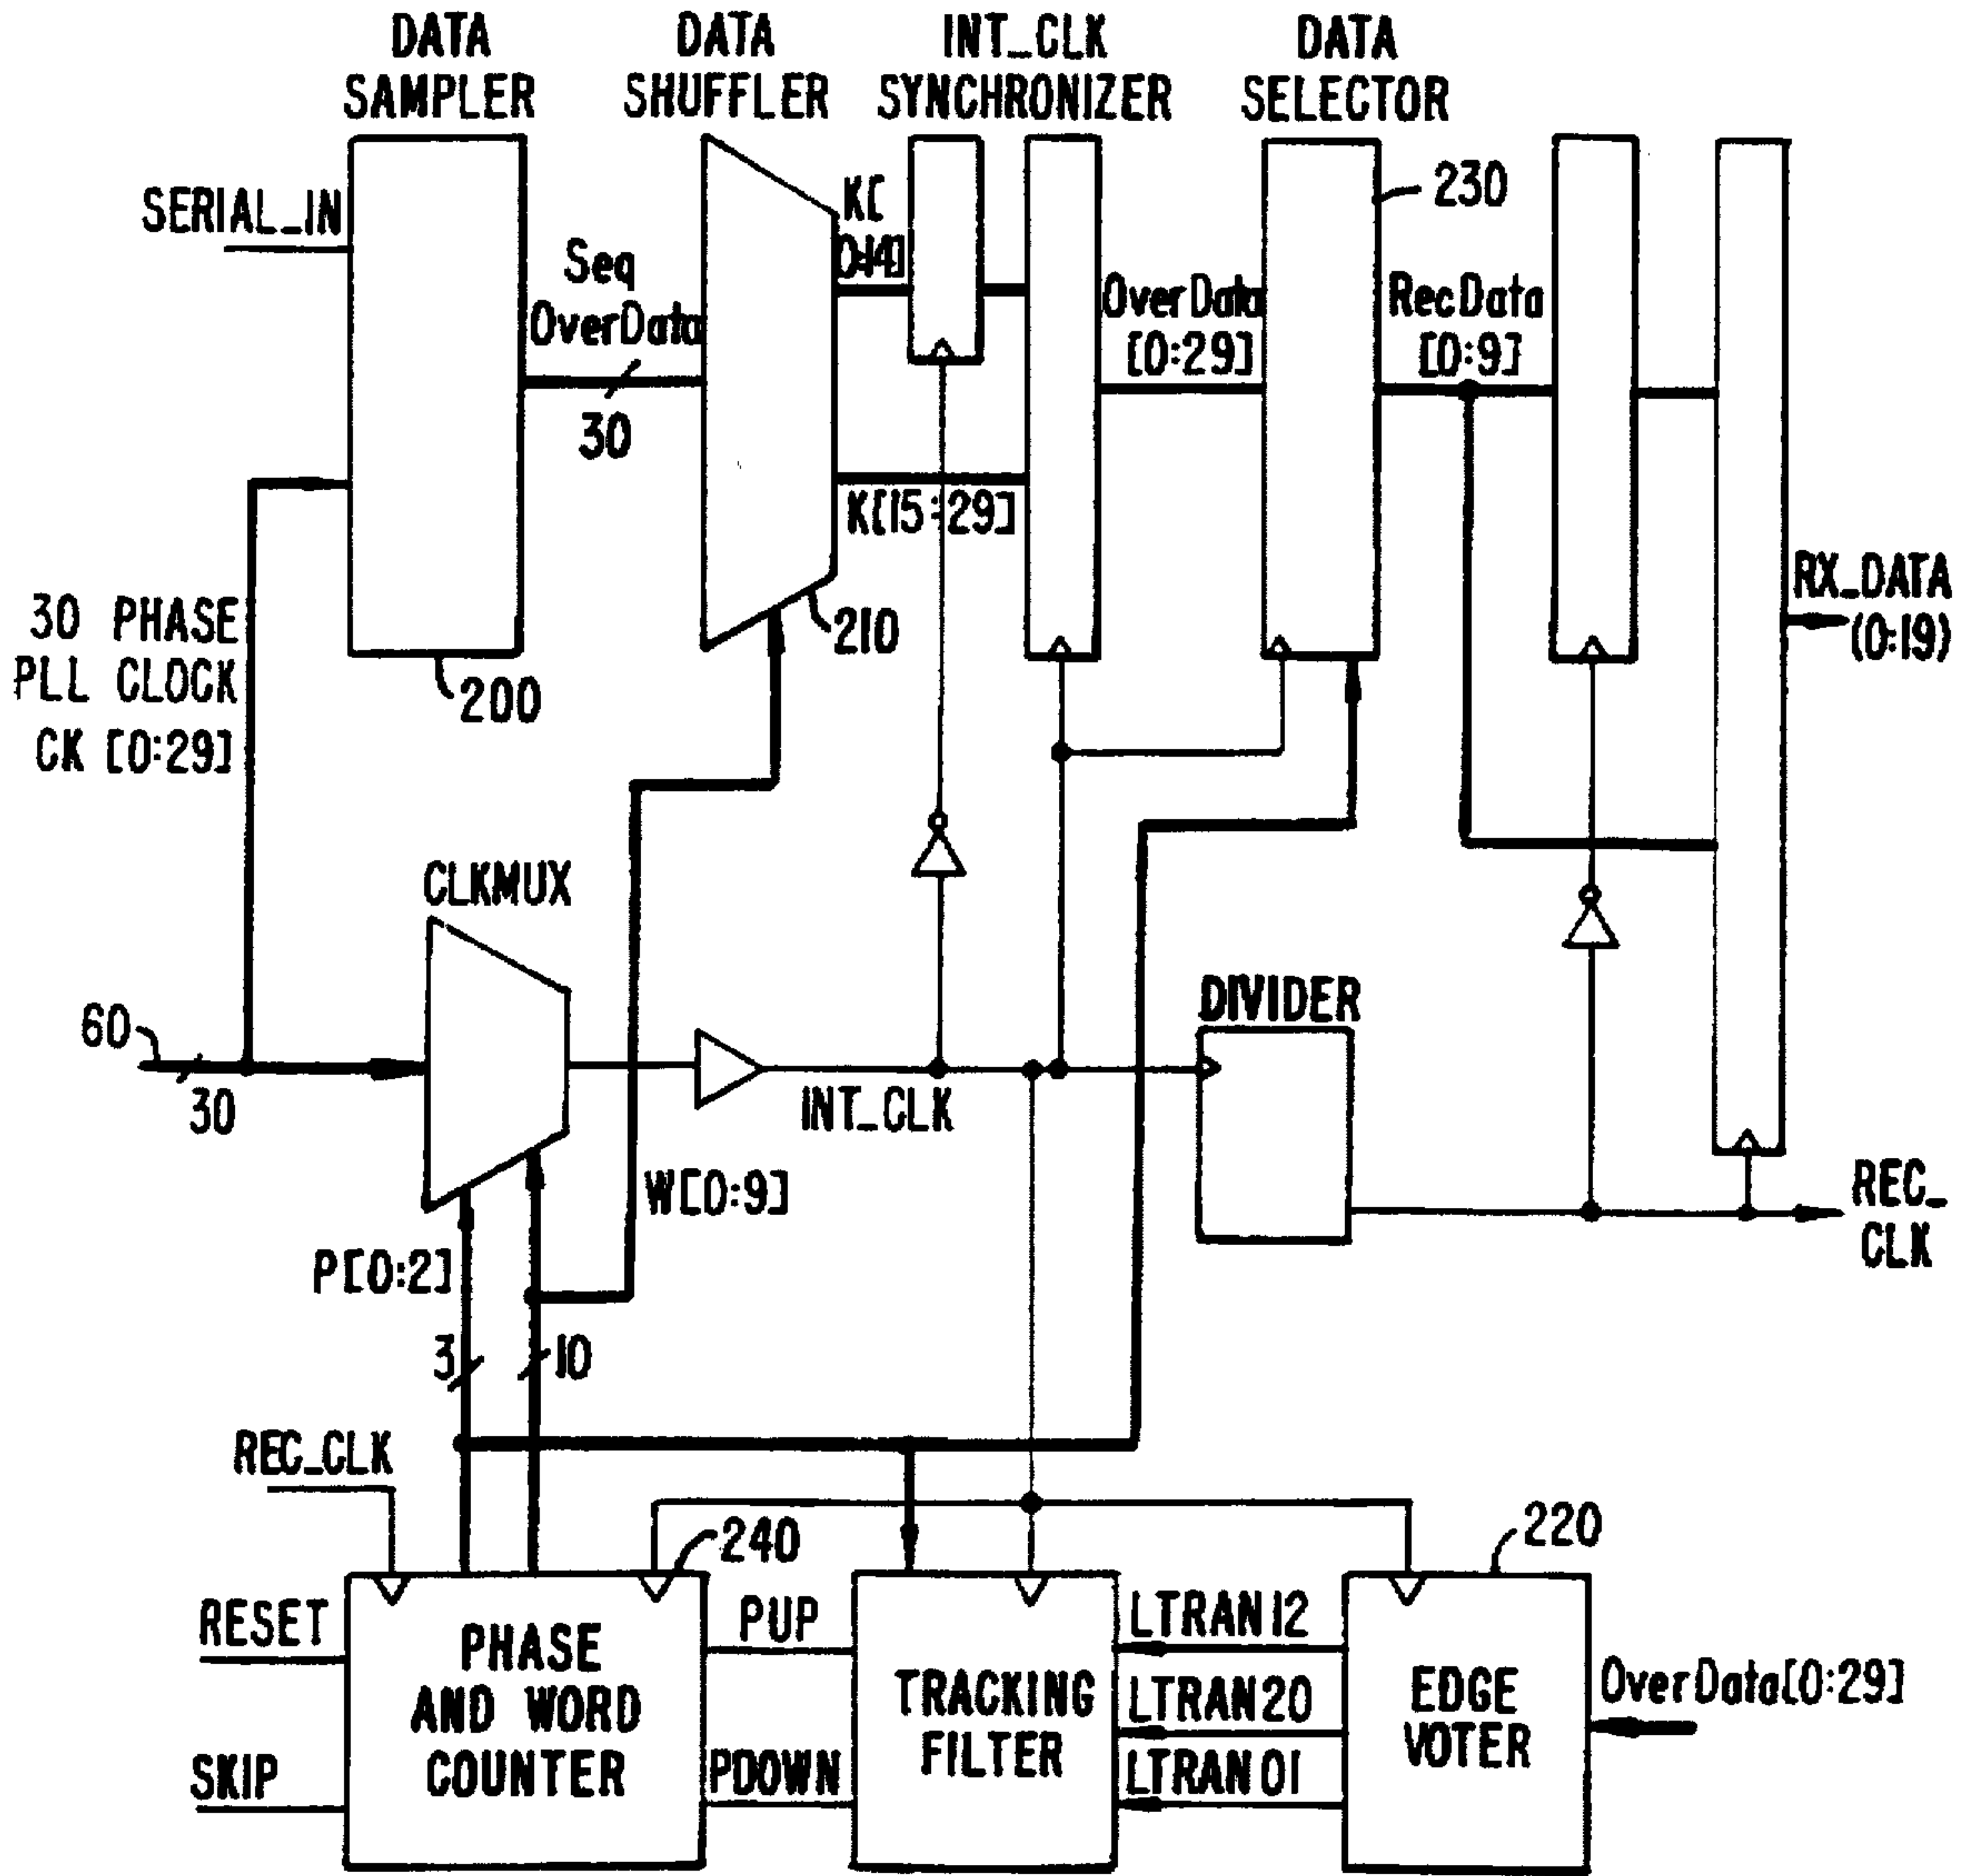 DATA
SAMPLER
DATA
SHUFFLER
INT_CLK
SYNCHRONIZER
DATA
SELECTOR
SERIAL_IN
Seq
OverData
30
K[
0:14]
K[15:29]
OverData
[0:29]
230
RecData
[0:9]
RX_DATA
(0:19)
30 PHASE
PLL CLOCK
CK [0:29]
200
210
CLKMUX
60
30
INT_CLK
DIVIDER
W[0:9]
P[0:2]
3
10
REC_
CLK
REC_CLK
240
220
RESET
SKIP
PHASE
AND WORD
COUNTER
PUP
PDOWN
TRACKING
FILTER
LTRAN12
LTRAN20
LTRAN01
EDGE
VOTER
OverData[0:29]